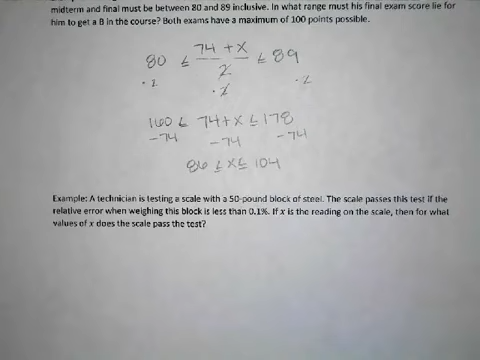 midterm and final must be between 80 and 89 inclusive. In what range must his final exam score lie for
him to get a B in the course? Both exams have a maximum of 100 points possible.
80 ≤ 74 + x / 2 ≤ 89
·2 ·2 ·2
160 ≤ 74 + x ≤ 178
-74 -74 -74
86 ≤ x ≤ 104
Example: A technician is testing a scale with a 50-pound block of steel. The scale passes this test if the
relative error when weighing this block is less than 0.1%. If x is the reading on the scale, then for what
values of x does the scale pass the test?